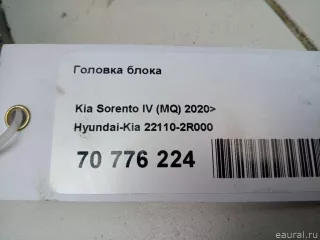 Головка блока
Kia Sorento IV (MQ) 2020>
Hyundai-Kia 22110-2R000
70 776 224
eaural.ru